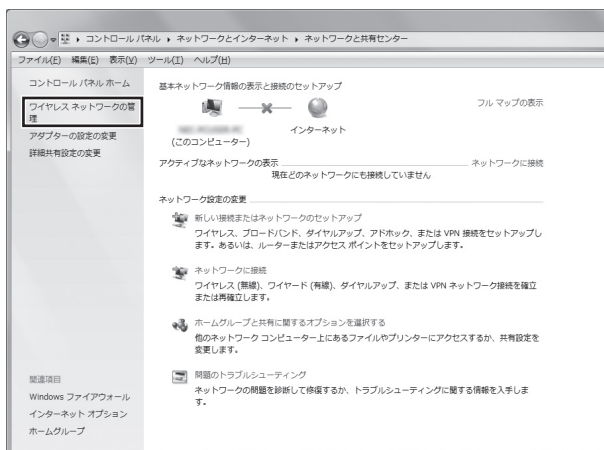 コントロール パネル ▸ ネットワークとインターネット ▸ ネットワークと共有センター
ファイル(F) 編集(E) 表示(V) ツール(T) ヘルプ(H)
コントロール パネル ホーム
ワイヤレス ネットワークの管
理
アダプターの設定の変更
詳細共有設定の変更
基本ネットワーク情報の表示と接続のセットアップ
フル マップの表示
インターネット
(このコンピューター)
アクティブなネットワークの表示
ネットワークに接続
現在どのネットワークにも接続していません
ネットワーク設定の変更
新しい接続またはネットワークのセットアップ
ワイヤレス、ブロードバンド、ダイヤルアップ、アドホック、または VPN 接続をセットアップし
ます。あるいは、ルーターまたはアクセス ポイントをセットアップします。
ネットワークに接続
ワイヤレス (無線)、ワイヤード (有線)、ダイヤルアップ、または VPN ネットワーク接続を確立
または再確立します。
ホームグループと共有に関するオプションを選択する
他のネットワーク コンピューター上にあるファイルやプリンターにアクセスするか、共有設定を
変更します。
問題のトラブルシューティング
ネットワークの問題を診断して修復するか、トラブルシューティングに関する情報を入手しま
す。
関連項目
Windows ファイアウォール
インターネット オプション
ホームグループ